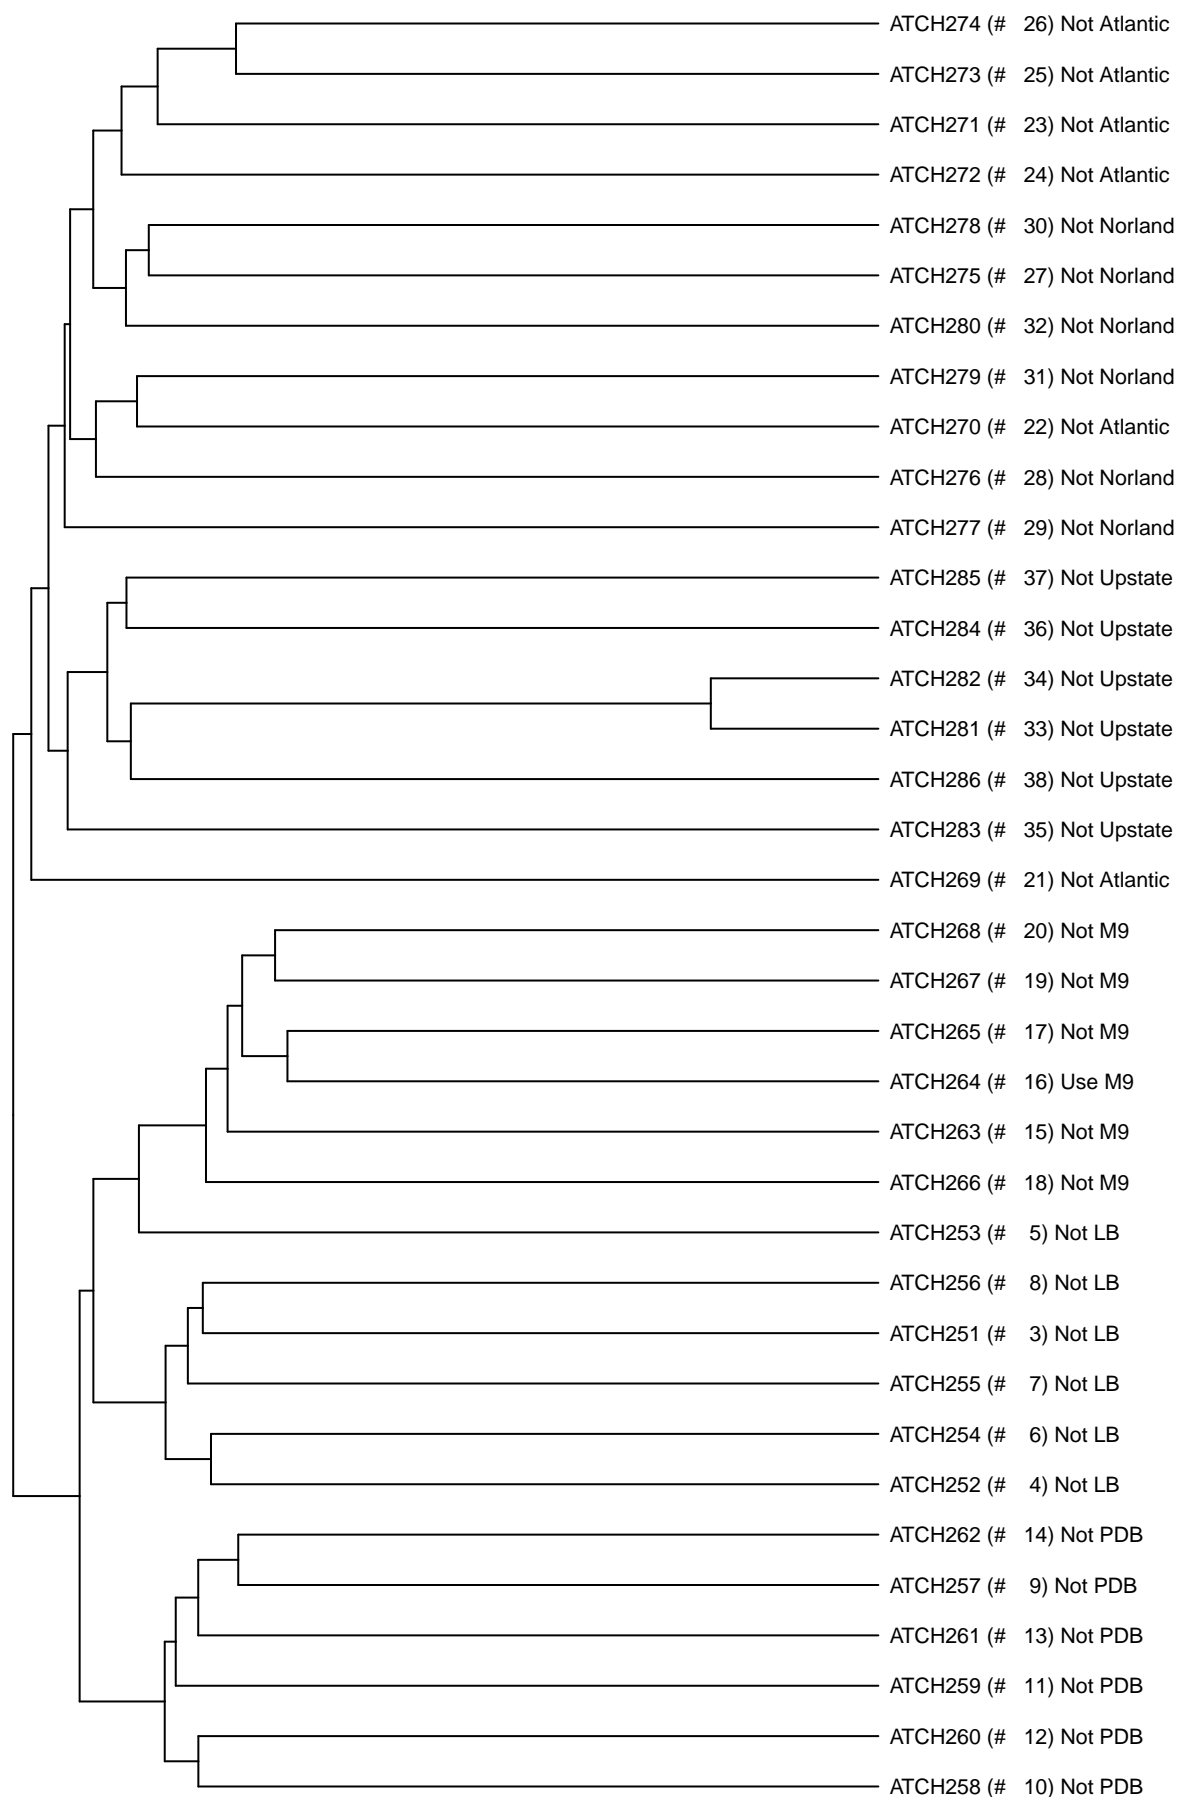 ATCH274 (# 26) Not Atlantic
ATCH273 (# 25) Not Atlantic
ATCH271 (# 23) Not Atlantic
ATCH272 (# 24) Not Atlantic
ATCH278 (# 30) Not Norland
ATCH275 (# 27) Not Norland
ATCH280 (# 32) Not Norland
ATCH279 (# 31) Not Norland
ATCH270 (# 22) Not Atlantic
ATCH276 (# 28) Not Norland
ATCH277 (# 29) Not Norland
ATCH285 (# 37) Not Upstate
ATCH284 (# 36) Not Upstate
ATCH282 (# 34) Not Upstate
ATCH281 (# 33) Not Upstate
ATCH286 (# 38) Not Upstate
ATCH283 (# 35) Not Upstate
ATCH269 (# 21) Not Atlantic
ATCH268 (# 20) Not M9
ATCH267 (# 19) Not M9
ATCH265 (# 17) Not M9
ATCH264 (# 16) Use M9
ATCH263 (# 15) Not M9
ATCH266 (# 18) Not M9
ATCH253 (# 5) Not LB
ATCH256 (# 8) Not LB
ATCH251 (# 3) Not LB
ATCH255 (# 7) Not LB
ATCH254 (# 6) Not LB
ATCH252 (# 4) Not LB
ATCH262 (# 14) Not PDB
ATCH257 (# 9) Not PDB
ATCH261 (# 13) Not PDB
ATCH259 (# 11) Not PDB
ATCH260 (# 12) Not PDB
ATCH258 (# 10) Not PDB